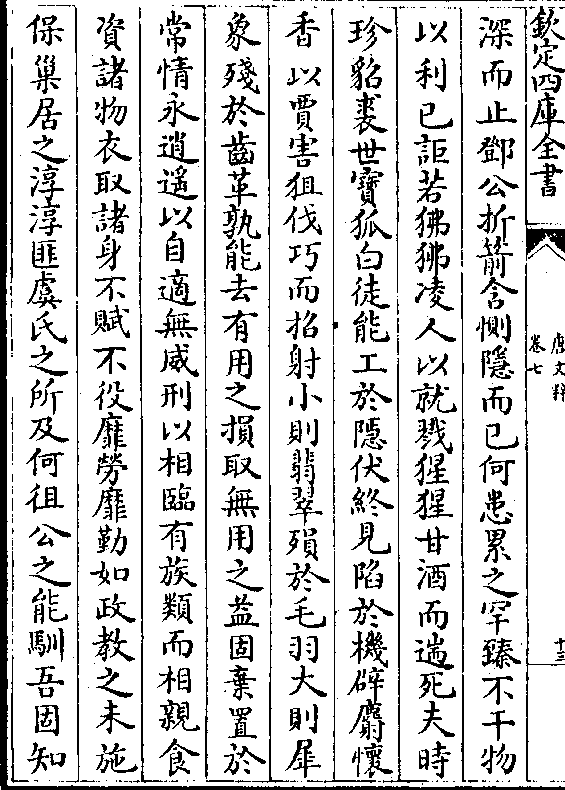 欽定四庫全書
唐文粹
卷七
十三
深而止鄧公折箭含惻隱而已何患累之罕臻不干物
以利已詎若狒狒凌人以就戮猩猩甘酒而遄死夫時
珍貂裘世寶狐白徒能工於隱伏終見陷於機辟麝懷
香以賈害狙伐巧而招射小則翡翠殞於毛羽大則犀
象殘於齒革孰能去有用之損取無用之益固棄置於
常情永逍遥以自適無威刑以相臨有族類而相親食
資諸物衣取諸身不賦不役靡勞靡勤如政教之未施
保巢居之淳淳匪虞氏之所及何狙公之能馴吾固知